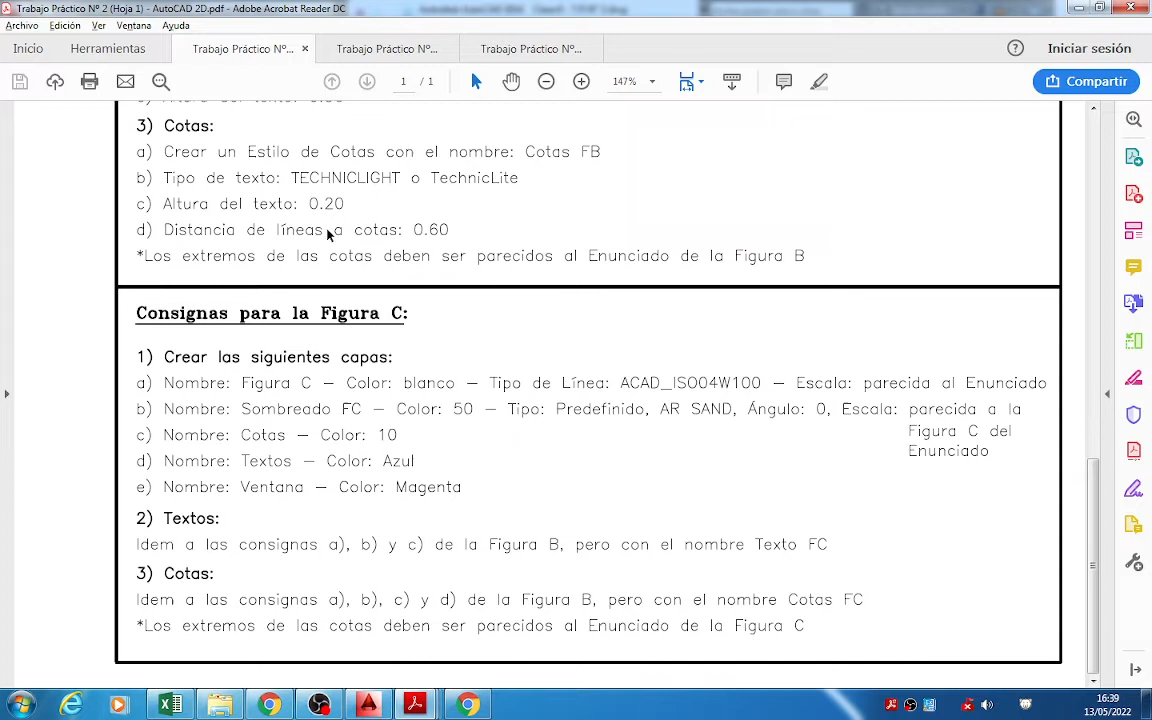 Trabajo Práctico Nº 2 (Hoja 1) - AutoCAD 2D.pdf - Adobe Acrobat Reader DC
Archivo Edición Ver Ventana Ayuda
Inicio Herramientas Trabajo Práctico Nº... × Trabajo Práctico Nº... Trabajo Práctico Nº... Iniciar sesión
1 / 1 147% Compartir
3) Cotas:
a) Crear un Estilo de Cotas con el nombre: Cotas FB
b) Tipo de texto: TECHNICLIGHT o TechnicLite
c) Altura del texto: 0.20
d) Distancia de líneas a cotas: 0.60
*Los extremos de las cotas deben ser parecidos al Enunciado de la Figura B
Consignas para la Figura C:
1) Crear las siguientes capas:
a) Nombre: Figura C – Color: blanco – Tipo de Línea: ACAD_ISO04W100 – Escala: parecida al Enunciado
b) Nombre: Sombreado FC – Color: 50 – Tipo: Predefinido, AR SAND, Ángulo: 0, Escala: parecida a la
Figura C del
Enunciado
c) Nombre: Cotas – Color: 10
d) Nombre: Textos – Color: Azul
e) Nombre: Ventana – Color: Magenta
2) Textos:
Idem a las consignas a), b) y c) de la Figura B, pero con el nombre Texto FC
3) Cotas:
Idem a las consignas a), b), c) y d) de la Figura B, pero con el nombre Cotas FC
*Los extremos de las cotas deben ser parecidos al Enunciado de la Figura C
16:39
13/05/2022